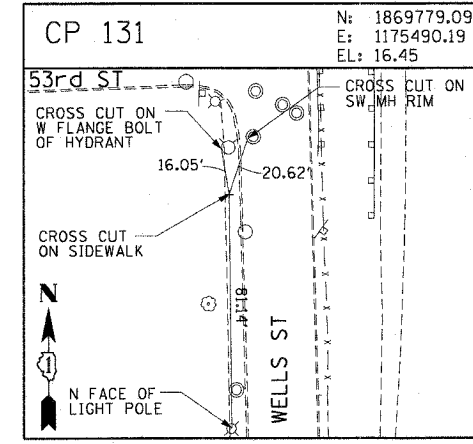 CP 131
N: 1869779.09
E: 1175490.19
EL: 16.45
53rd ST
CROSS CUT ON
W FLANGE BOLT
OF HYDRANT
CROSS CUT ON
SW MH RIM
16.05'
20.62'
CROSS CUT
ON SIDEWALK
81.14'
N
1
WELLS ST
N FACE OF
LIGHT POLE